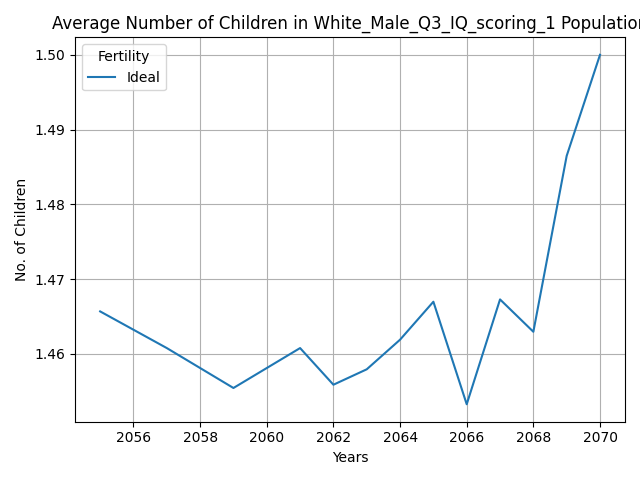 Average Number of Children in White_Male_Q3_IQ_scoring_1 Population
Fertility
Ideal
1.50
1.49
1.48
1.47
1.46
No. of Children
2056 2058 2060 2062 2064 2066 2068 2070
Years